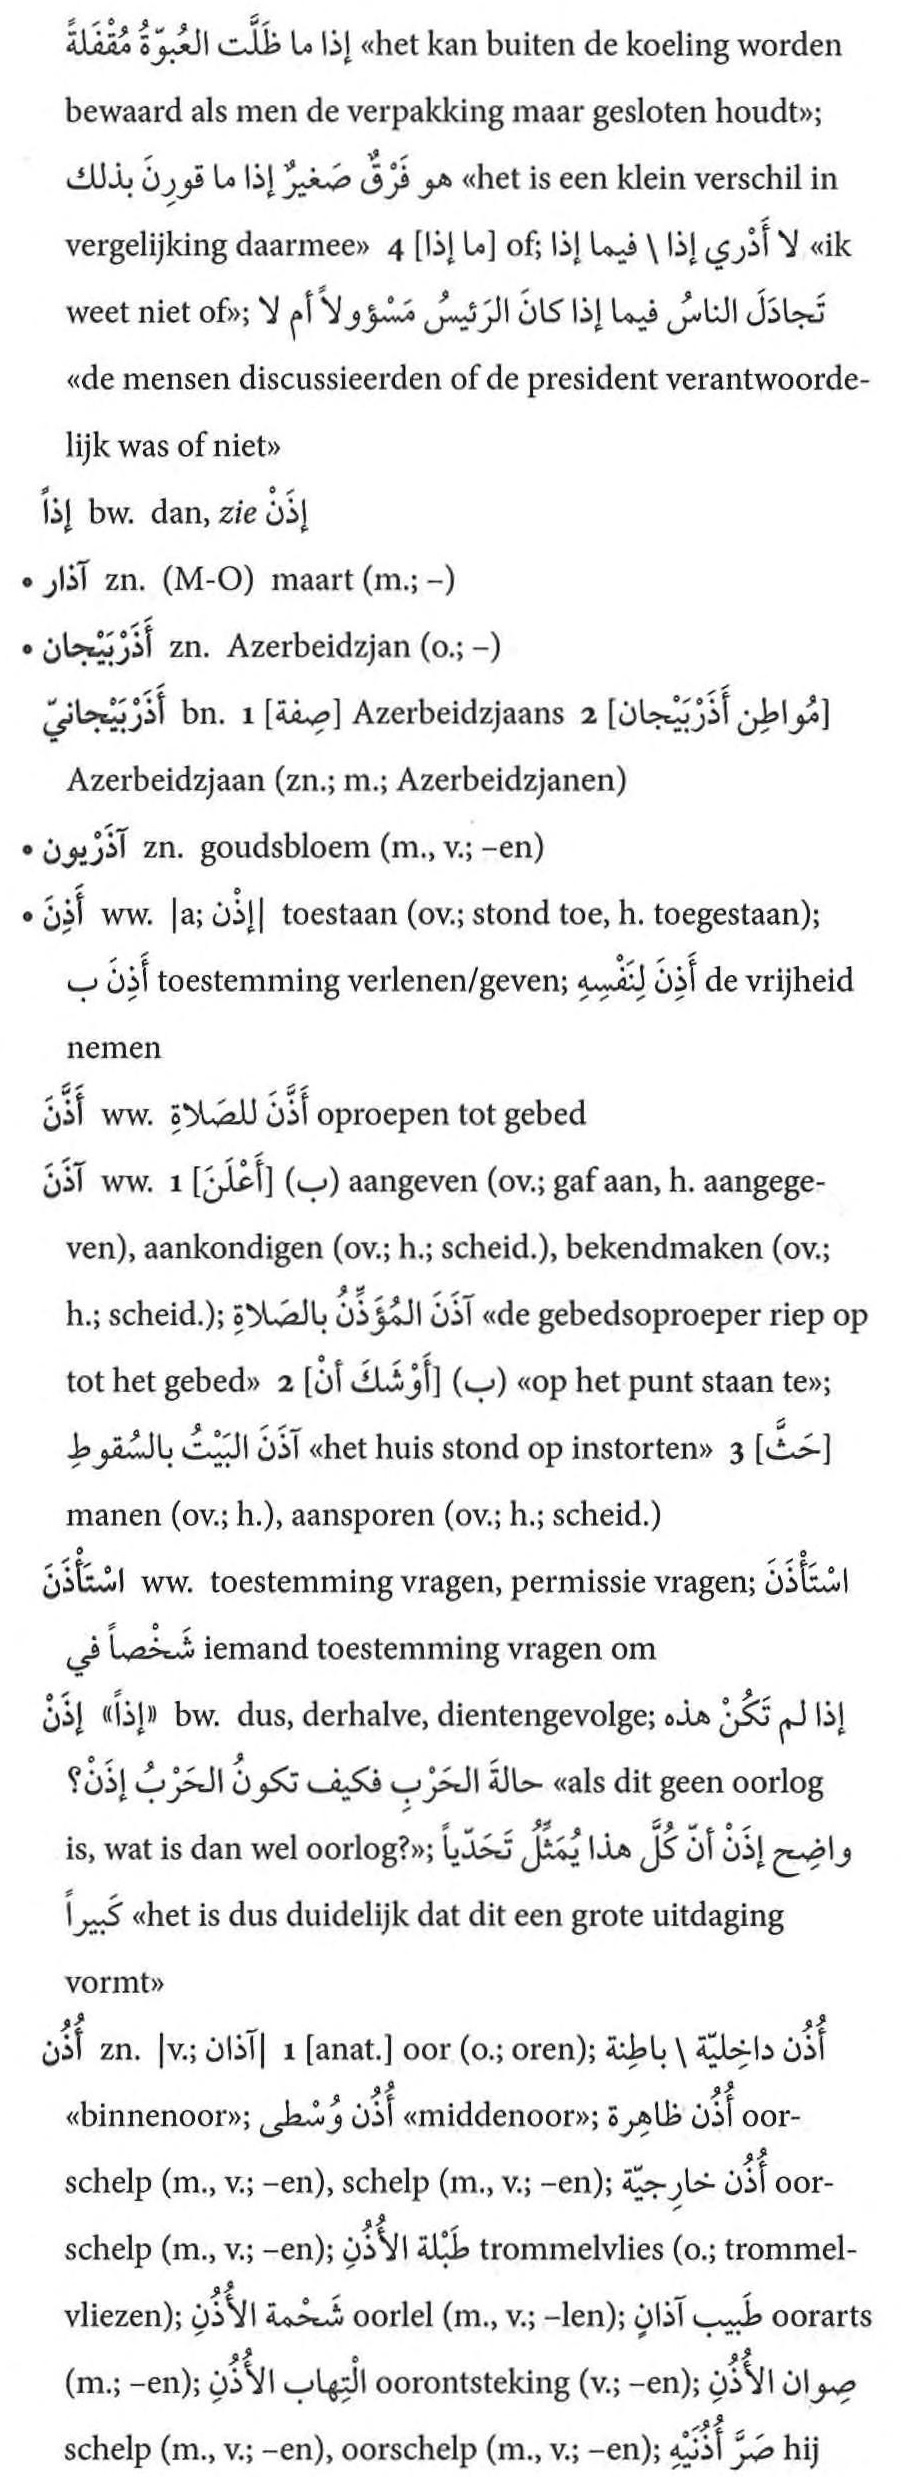 إذا ما ظَلَّت العُبوّةُ مُقْفَلةً «het kan buiten de koeling worden
bewaard als men de verpakking maar gesloten houdt»;
هو فَرْقٌ صَغيرٌ إذا ما قورِنَ بذلك «het is een klein verschil in
vergelijking daarmee» 4 [ما إذا] of; لا أَدْري إذا \ فيما إذا «ik
weet niet of»; تَجادَلَ الناسُ فيما إذا كانَ الرَئيسُ مَسْؤولاً أم لا
«de mensen discussieerden of de president verantwoorde-
lijk was of niet»
إذاً bw. dan, zie إذَنْ
• آذار zn. (M-O) maart (m.; –)
• أَذَرْبَيْجان zn. Azerbeidzjan (o.; –)
أَذَرْبَيْجانيّ bn. 1 [صِفة] Azerbeidzjaans 2 [مُواطِن أَذَرْبَيْجان]
Azerbeidzjaan (zn.; m.; Azerbeidzjanen)
• آذَرْيون zn. goudsbloem (m., v.; –en)
• أَذِنَ ww. |a; إذْن| toestaan (ov.; stond toe, h. toegestaan);
أَذِنَ ب toestemming verlenen/geven; أَذِنَ لِنَفْسِهِ de vrijheid
nemen
أَذَّنَ ww. أَذَّنَ للصَلاةِ oproepen tot gebed
آذَنَ ww. 1 [أَعْلَنَ] (ب) aangeven (ov.; gaf aan, h. aangege-
ven), aankondigen (ov.; h.; scheid.), bekendmaken (ov.;
h.; scheid.); آذَنَ المُؤَذِّنُ بالصَلاةِ «de gebedsoproeper riep op
tot het gebed» 2 [أَوْشَكَ أنْ] (ب) «op het punt staan te»;
آذَنَ البَيْتُ بالسُقوطِ «het huis stond op instorten» 3 [حَثَّ]
manen (ov.; h.), aansporen (ov.; h.; scheid.)
اسْتَأْذَنَ ww. toestemming vragen, permissie vragen; اسْتَأْذَنَ
شَخْصاً في iemand toestemming vragen om
إذَنْ «إذاً» bw. dus, derhalve, dientengevolge; إذا لم تَكُنْ هذه
حالةَ الحَرْبِ فكيف تكونُ الحَرْبُ إذَنْ؟ «als dit geen oorlog
is, wat is dan wel oorlog?»; واضِح إذَنْ أنّ كُلَّ هذا يُمَثِّلُ تَحَدّياً
كَبيراً «het is dus duidelijk dat dit een grote uitdaging
vormt»
أُذُن zn. |v.; آذان| 1 [anat.] oor (o.; oren); أُذُن داخِليّة \ باطِنة
«binnenoor»; أُذُن وُسْطى «middenoor»; أُذُن ظاهِرة oor-
schelp (m., v.; –en), schelp (m., v.; –en); أُذُن خارِجيّة oor-
schelp (m., v.; –en); طَبْلة الأُذُنِ trommelvlies (o.; trommel-
vliezen); شَحْمة الأُذُنِ oorlel (m., v.; –len); طَبيب آذانٍ oorarts
(m.; –en); الْتِهاب الأُذُنِ oorontsteking (v.; –en); صِوان الأُذُنِ
schelp (m., v.; –en), oorschelp (m., v.; –en); صَرَّ أُذُنَيْهِ hij